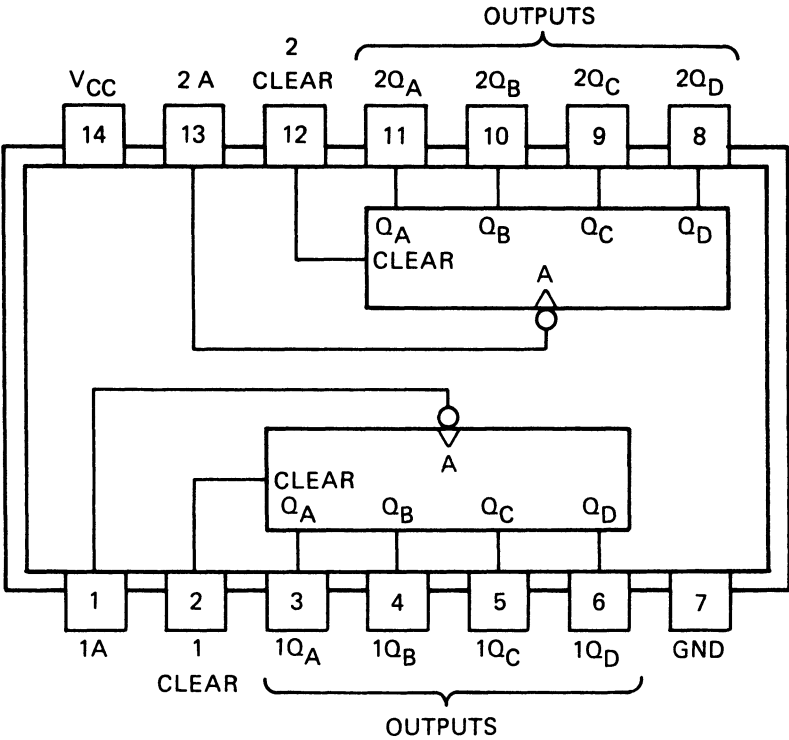 OUTPUTS
2
VCC 2 A CLEAR 2QA 2QB 2QC 2QD
14 13 12 11 10 9 8
QA QB QC QD
CLEAR
A
A
CLEAR
QA QB QC QD
1 2 3 4 5 6 7
1A 1 1QA 1QB 1QC 1QD GND
CLEAR
OUTPUTS